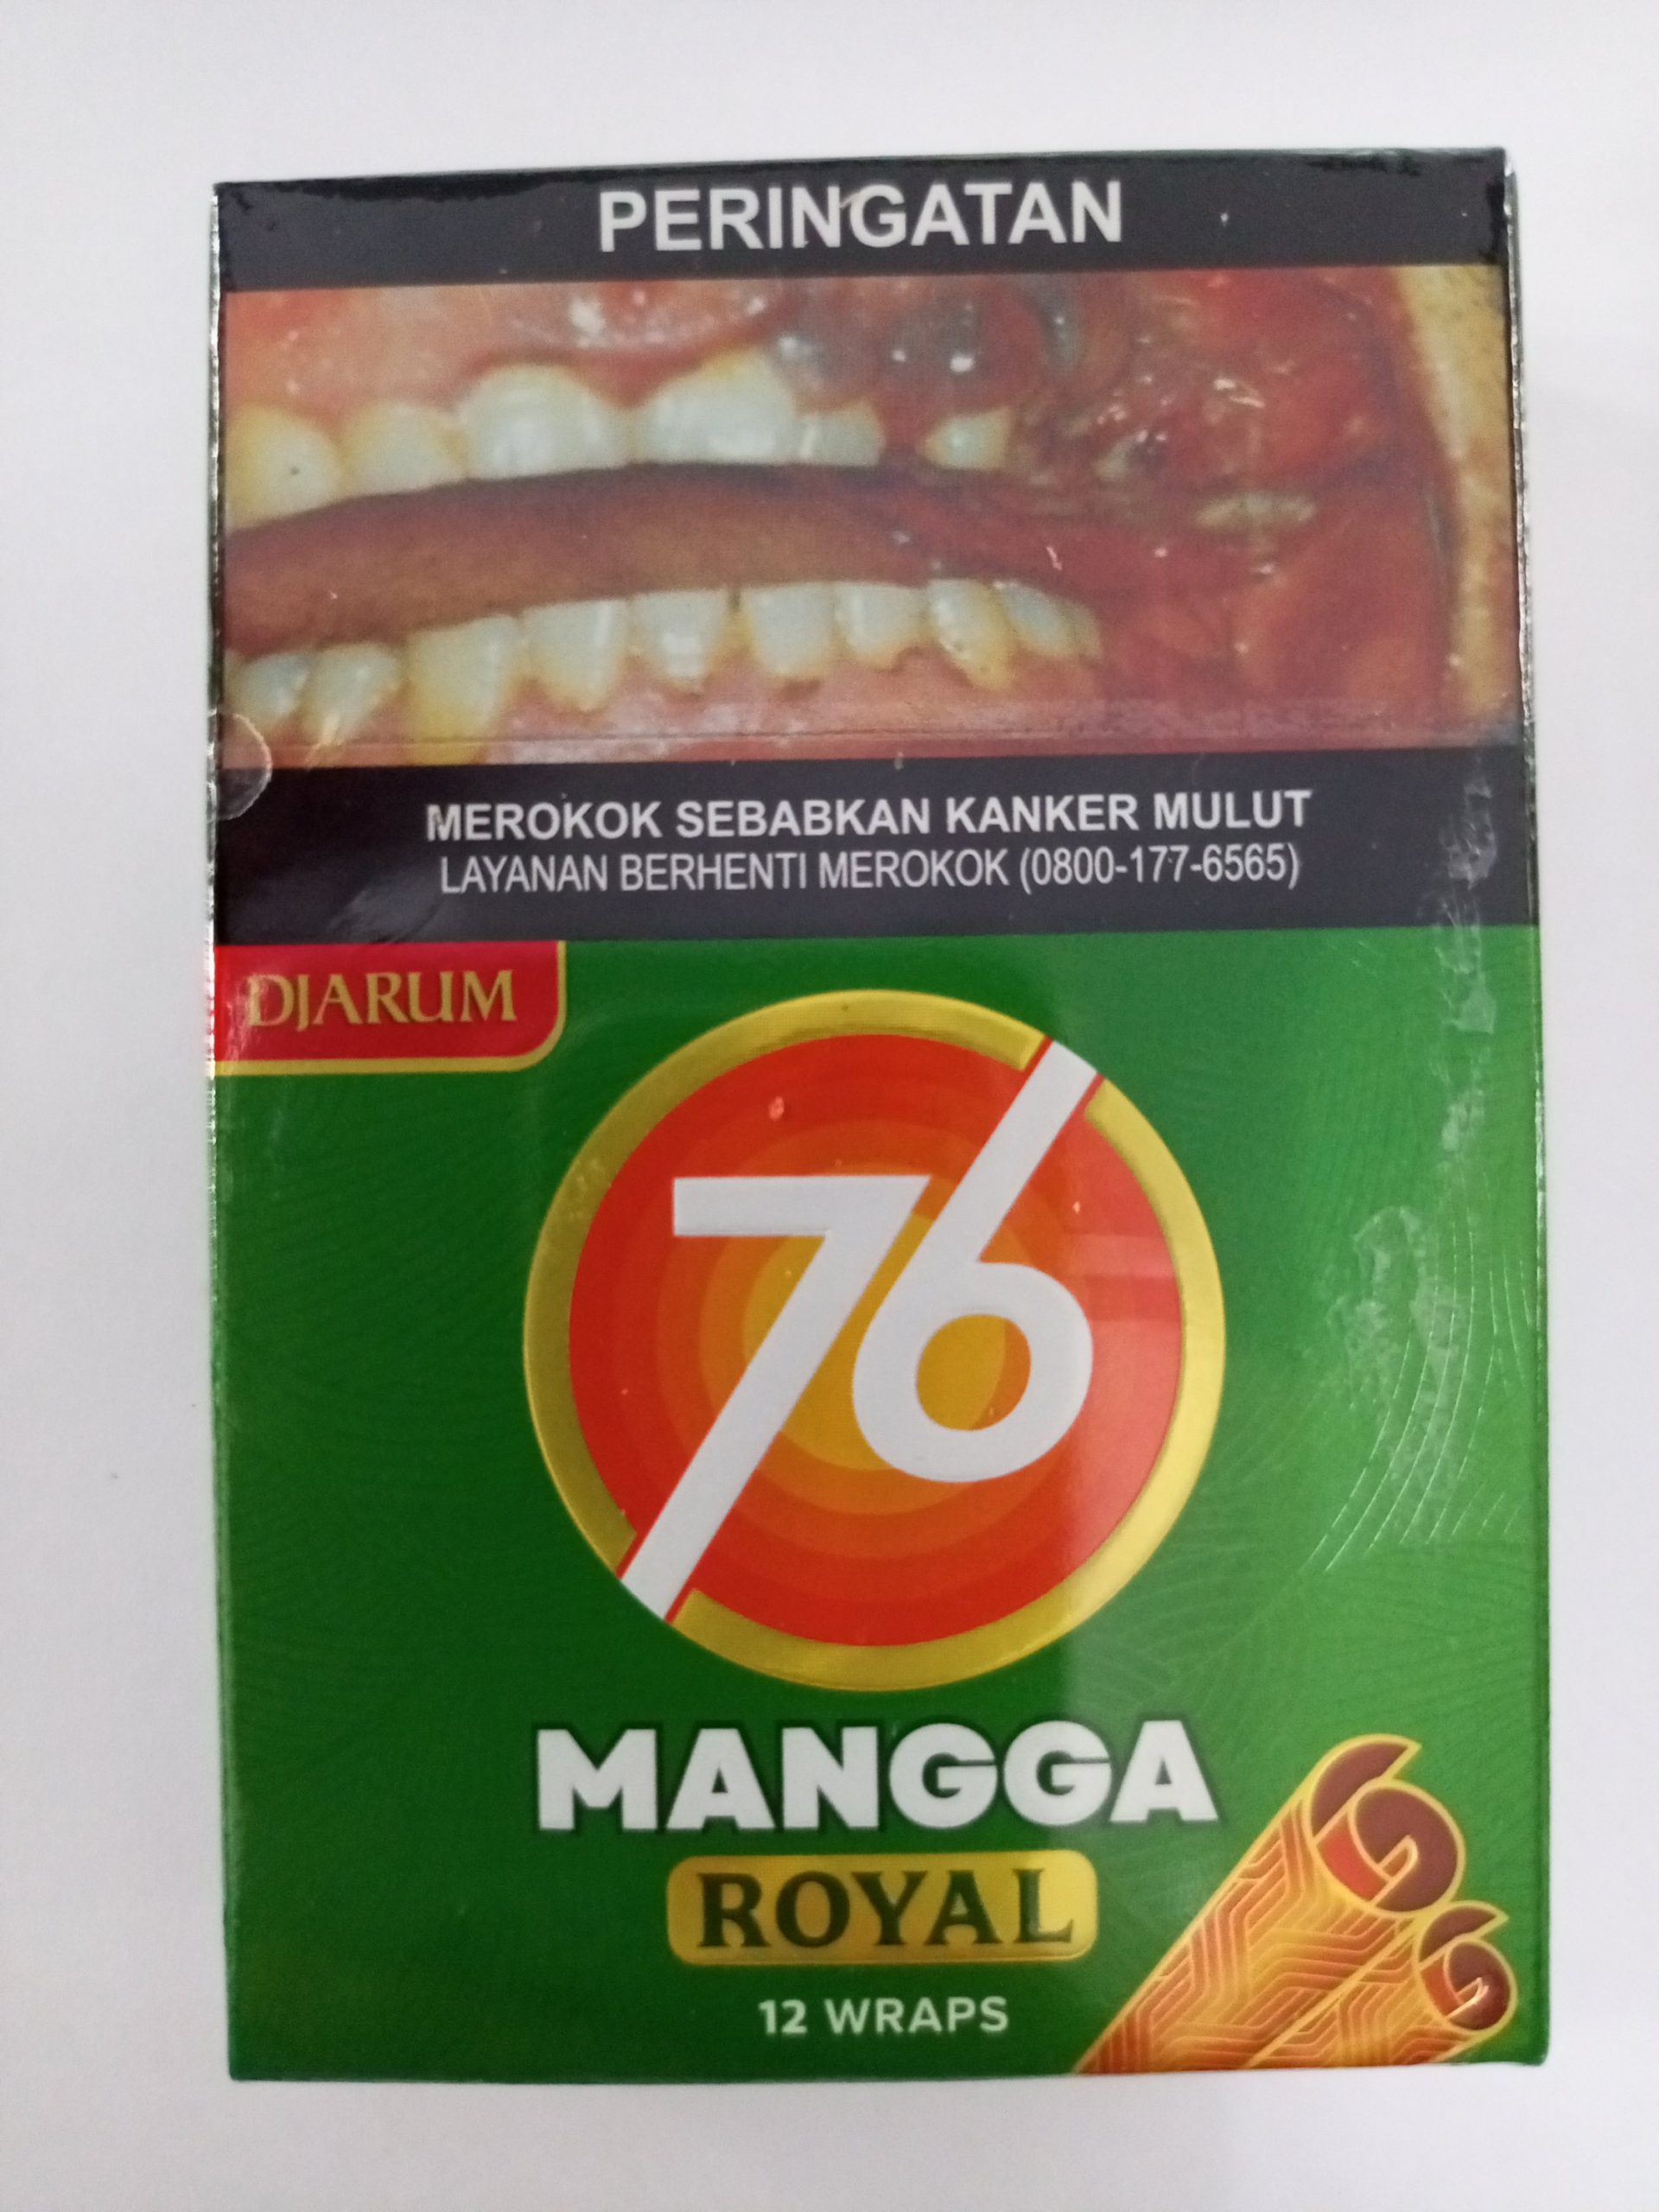 PERINGATAN
MEROKOK SEBABKAN KANKER MULUT
LAYANAN BERHENTI MEROKOK (0800-177-6565)
DJARUM
76
MANGGA
ROYAL
12 WRAPS